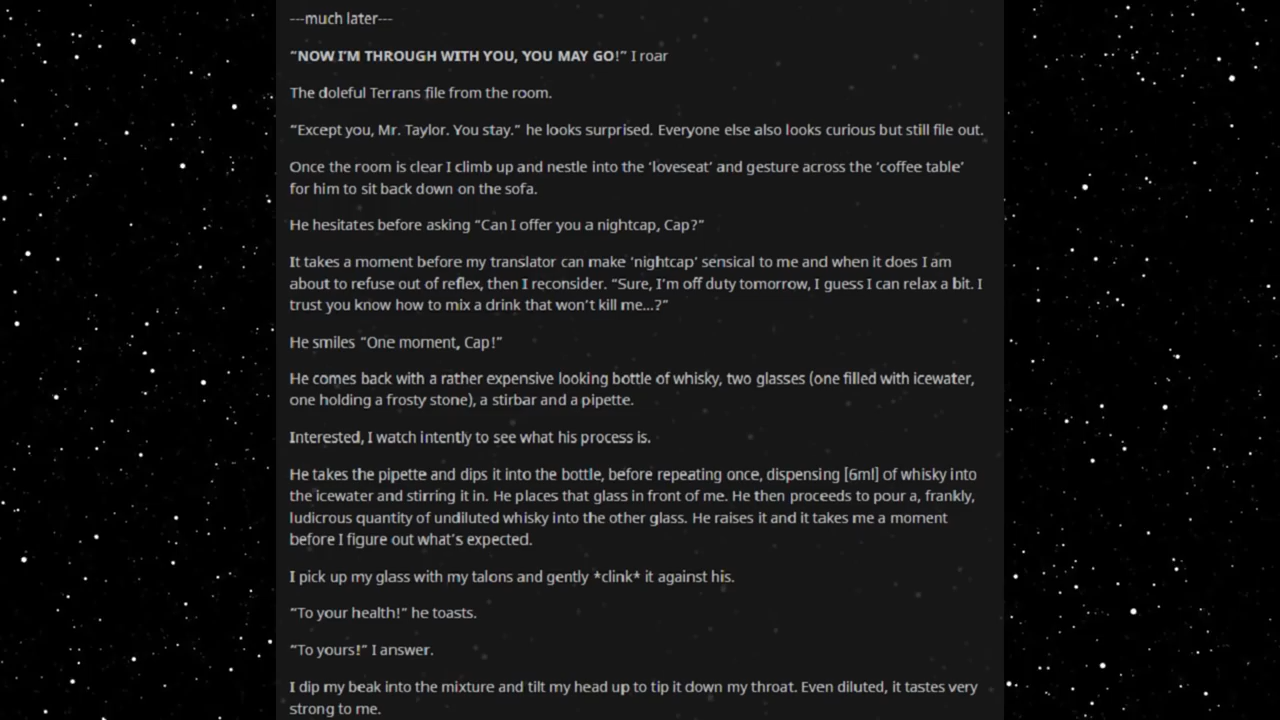 ---much later---
“NOW I’M THROUGH WITH YOU, YOU MAY GO!” I roar
The doleful Terrans file from the room.
“Except you, Mr. Taylor. You stay.” he looks surprised. Everyone else also looks curious but still file out.
Once the room is clear I climb up and nestle into the ‘loveseat’ and gesture across the ‘coffee table’
for him to sit back down on the sofa.
He hesitates before asking “Can I offer you a nightcap, Cap?”
It takes a moment before my translator can make ‘nightcap’ sensical to me and when it does I am
about to refuse out of reflex, then I reconsider. “Sure, I’m off duty tomorrow, I guess I can relax a bit. I
trust you know how to mix a drink that won’t kill me...?”
He smiles “One moment, Cap!”
He comes back with a rather expensive looking bottle of whisky, two glasses (one filled with icewater,
one holding a frosty stone), a stirbar and a pipette.
Interested, I watch intently to see what his process is.
He takes the pipette and dips it into the bottle, before repeating once, dispensing [6ml] of whisky into
the icewater and stirring it in. He places that glass in front of me. He then proceeds to pour a, frankly,
ludicrous quantity of undiluted whisky into the other glass. He raises it and it takes me a moment
before I figure out what’s expected.
I pick up my glass with my talons and gently *clink* it against his.
“To your health!” he toasts.
“To yours!” I answer.
I dip my beak into the mixture and tilt my head up to tip it down my throat. Even diluted, it tastes very
strong to me.